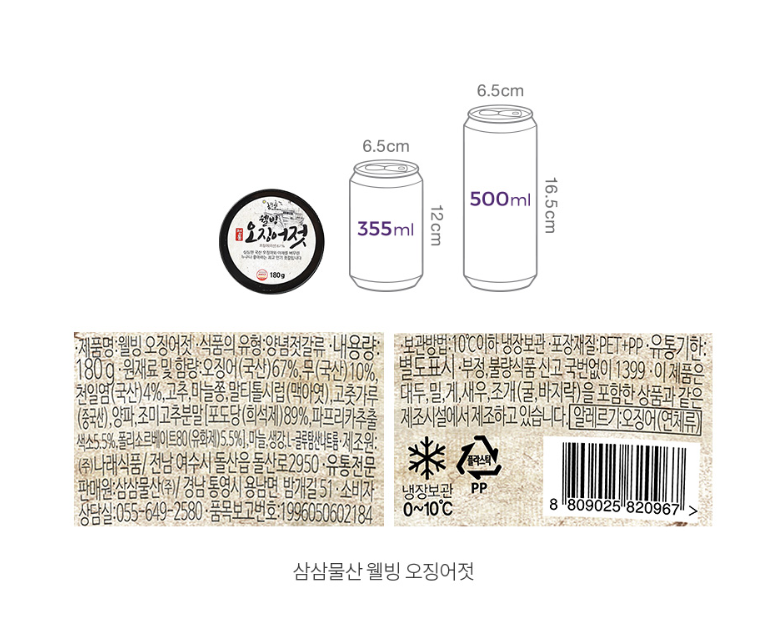 6.5cm
6.5cm
355ml
12cm
500ml
16.5cm
웰빙
오징어젓
180g
·제품명:웰빙 오징어젓 · 식품의 유형:양념젓갈류 · 내용량:
180g · 원재료 및 함량:오징어(국산)67%,무(국산)10%,
천일염(국산)4%,고추,마늘쫑,말티톨시럽(맥아엿),고춧가루
(중국산),양파,조미고추분말[포도당(희석제)89%,파프리카추출
색소5.5%,폴리소르베이트80(유화제)5.5%],마늘,생강,L-글루탐산나트륨·제조원:
(주)나래식품/ 전남 여수시 돌산읍 돌산로2950 · 유통전문
판매원:삼삼물산(주)/ 경남 통영시 용남면 밤개길 51 · 소비자
상담실:055-649-2580 · 품목보고번호:1996050602184
보관방법:10℃이하 냉장보관 · 포장재질:PET+PP · 유통기한:
별도표시 · 부정,불량식품 신고 국번없이 1399 · 이 제품은
대두,밀,게,새우,조개(굴,바지락)을 포함한 상품과 같은
제조시설에서 제조하고 있습니다. 알레르기:오징어(연체류)
플라스틱
PP
냉장보관
0~10℃
8 809025 820967 >
삼삼물산 웰빙 오징어젓